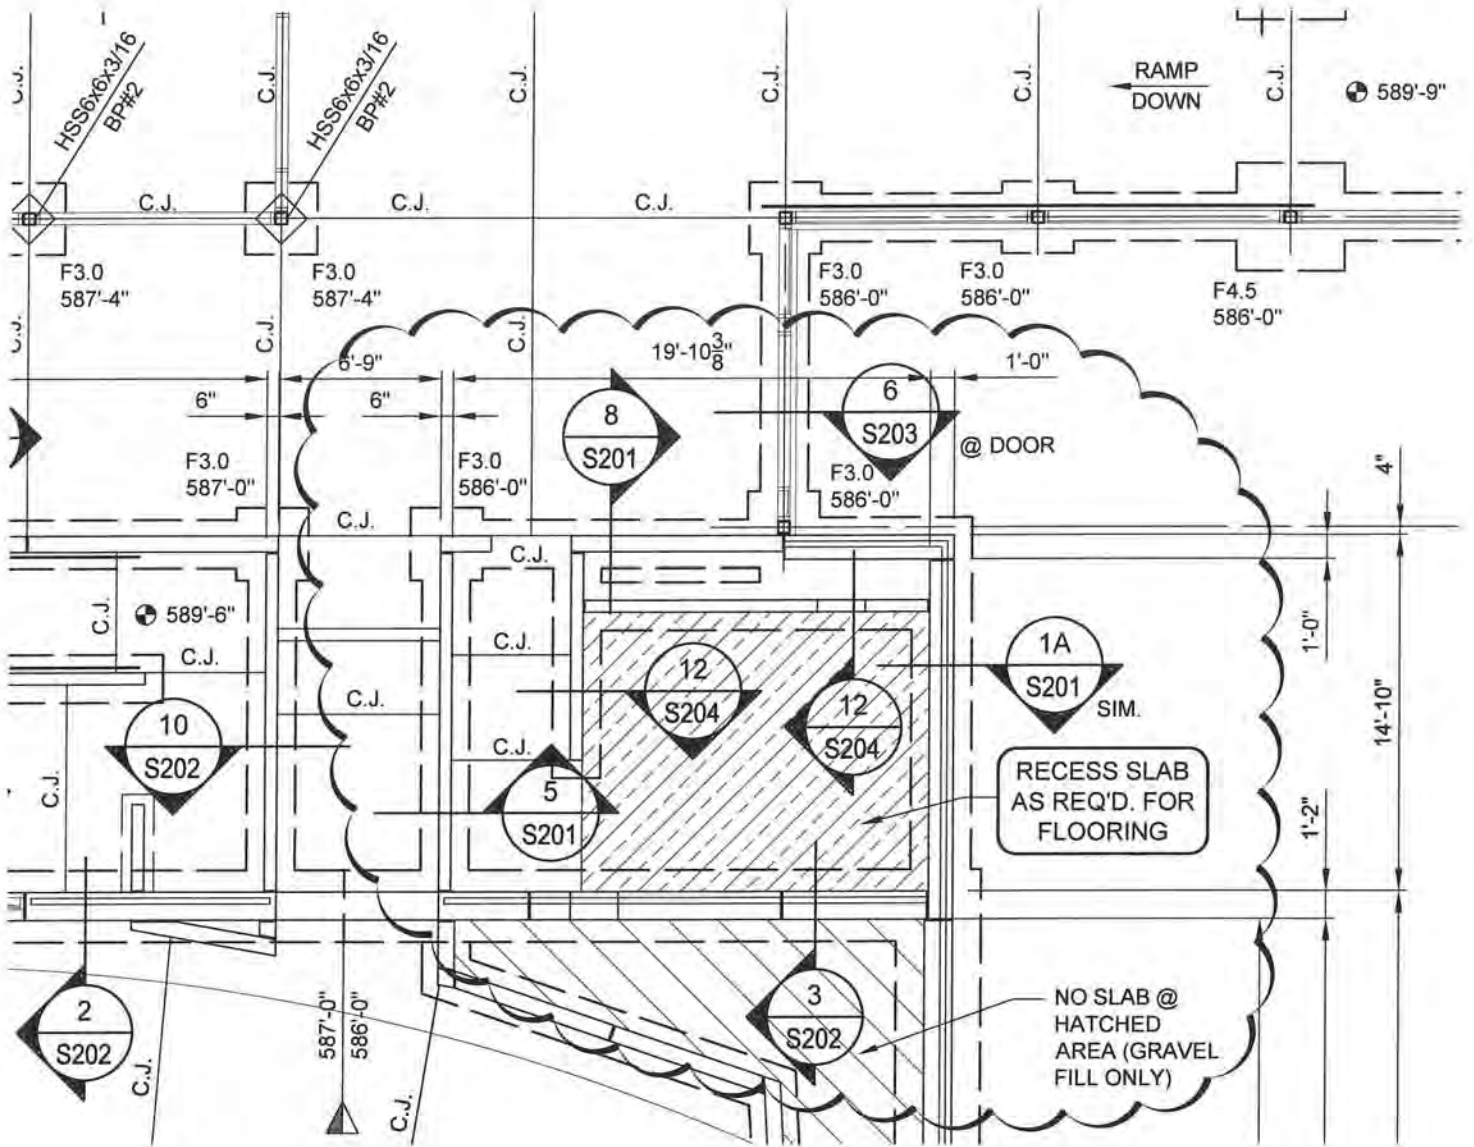 C.J.
HSS6x6x3/16
BP#2
C.J.
HSS6x6x3/16
BP#2
C.J.
C.J.
C.J.
RAMP
DOWN
C.J.
589'-9"
C.J.
C.J.
C.J.
F3.0
587'-4"
F3.0
587'-4"
F3.0
586'-0"
F3.0
586'-0"
F4.5
586'-0"
C.J.
C.J.
C.J.
6'-9"
19'-10 3/8"
1'-0"
6"
6"
8
S201
6
S203
@ DOOR
F3.0
587'-0"
F3.0
586'-0"
F3.0
586'-0"
4"
C.J.
C.J.
C.J.
589'-6"
C.J.
C.J.
C.J.
C.J.
C.J.
12
S204
12
S204
1A
S201
SIM.
1'-0"
14'-10"
1'-2"
10
S202
5
S201
RECESS SLAB
AS REQ'D. FOR
FLOORING
2
S202
3
S202
587'-0"
586'-0"
C.J.
C.J.
NO SLAB @
HATCHED
AREA (GRAVEL
FILL ONLY)